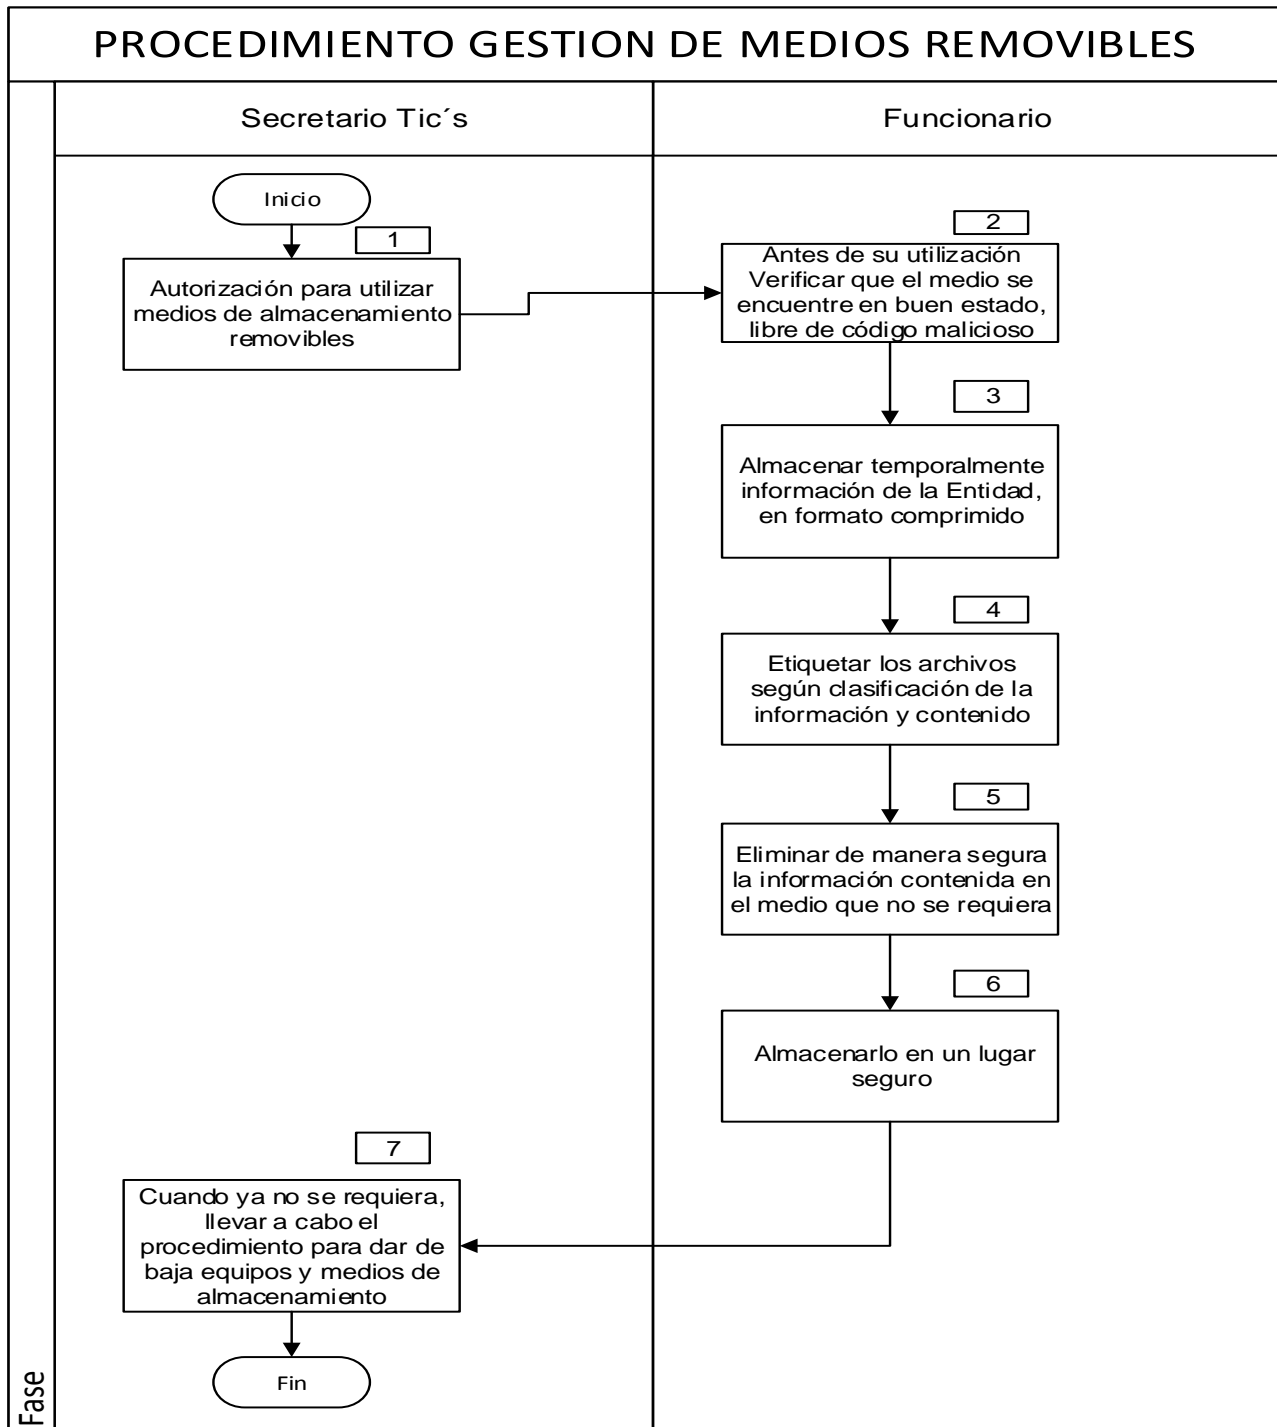 PROCEDIMIENTO GESTION DE MEDIOS REMOVIBLES
Secretario Tic´s
Funcionario
Inicio
1
Autorización para utilizar
medios de almacenamiento
removibles
2
Antes de su utilización
Verificar que el medio se
encuentre en buen estado,
libre de código malicioso
3
Almacenar temporalmente
información de la Entidad,
en formato comprimido
4
Etiquetar los archivos
según clasificación de la
información y contenido
5
Eliminar de manera segura
la información contenida en
el medio que no se requiera
6
Almacenarlo en un lugar
seguro
7
Cuando ya no se requiera,
llevar a cabo el
procedimiento para dar de
baja equipos y medios de
almacenamiento
Fin
Fase